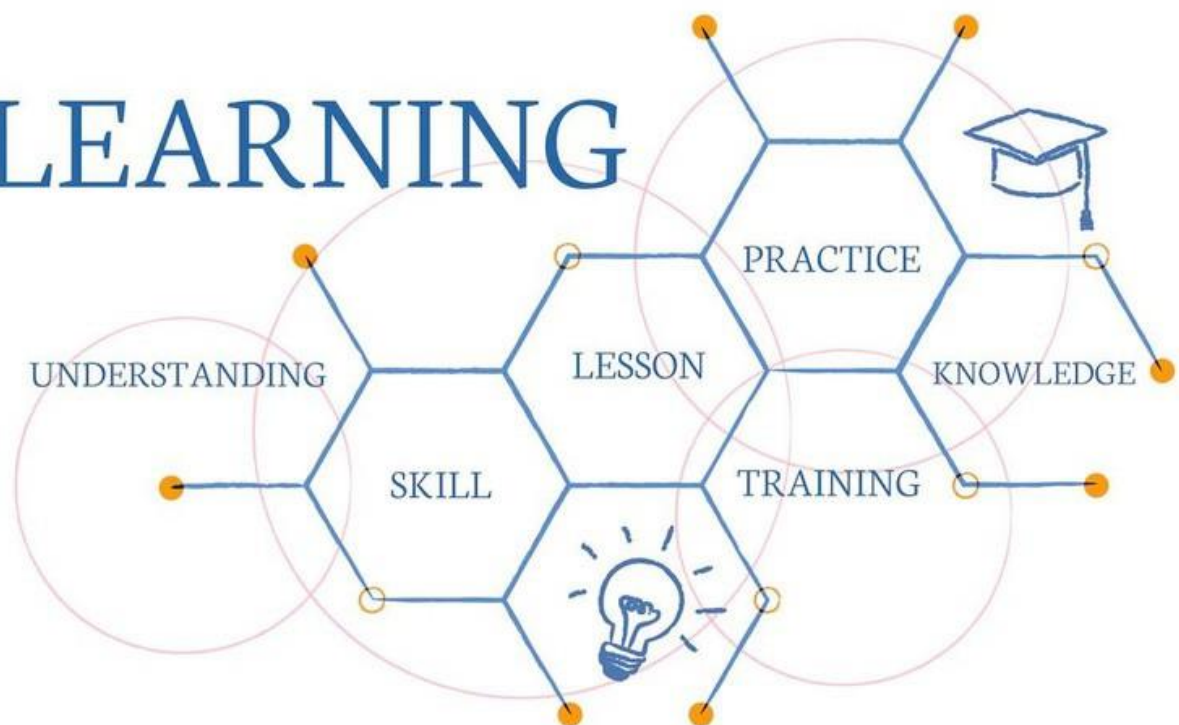 LEARNING
PRACTICE
LESSON
UNDERSTANDING
KNOWLEDGE
SKILL
TRAINING